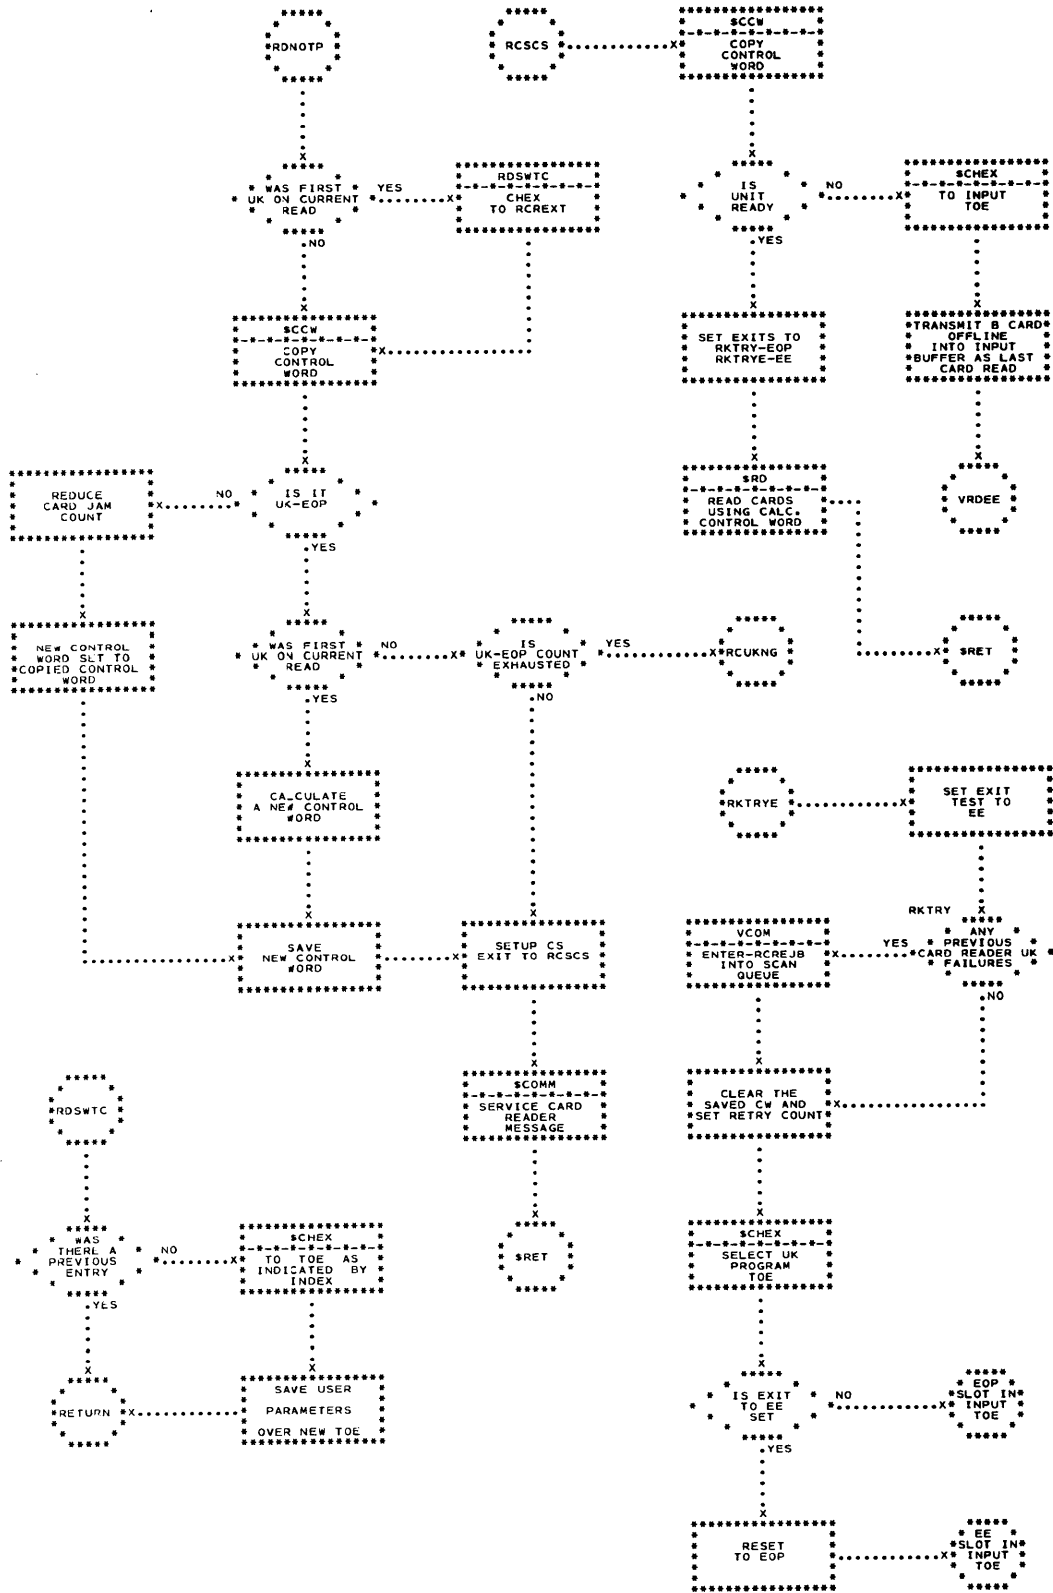 RDNOTP
RCSCS
$CCW
COPY
CONTROL
WORD
WAS FIRST
UK ON CURRENT
READ
YES
NO
RDSWTC
CHEX
TO RCREXT
IS
UNIT
READY
NO
YES
$CHEX
TO INPUT
TOE
$CCW
COPY
CONTROL
WORD
SET EXITS TO
RKTRY-EOP
RKTRYE-EE
TRANSMIT B CARD
OFFLINE
INTO INPUT
BUFFER AS LAST
CARD READ
REDUCE
CARD JAM
COUNT
NO
IS IT
UK-EOP
YES
$RD
READ CARDS
USING CALC.
CONTROL WORD
VRDEE
NEW CONTROL
WORD SET TO
COPIED CONTROL
WORD
WAS FIRST
UK ON CURRENT
READ
NO
YES
IS
UK-EOP COUNT
EXHAUSTED
YES
NO
RCUKNG
$RET
CALCULATE
A NEW CONTROL
WORD
RKTRYE
SET EXIT
TEST TO
EE
RKTRY
SAVE
NEW CONTROL
WORD
SETUP CS
EXIT TO RCSCS
VCOM
ENTER-RCREJB
INTO SCAN
QUEUE
YES
ANY
PREVIOUS
CARD READER UK
FAILURES
NO
RDSWTC
$COMM
SERVICE CARD
READER
MESSAGE
CLEAR THE
SAVED CW AND
SET RETRY COUNT
WAS
THERE A
PREVIOUS
ENTRY
NO
YES
$CHEX
TO TOE AS
INDICATED BY
INDEX
$RET
$CHEX
SELECT UK
PROGRAM
TOE
RETURN
SAVE USER
PARAMETERS
OVER NEW TOE
IS EXIT
TO EE
SET
NO
YES
EOP
SLOT IN
INPUT
TOE
RESET
TO EOP
EE
SLOT IN
INPUT
TOE